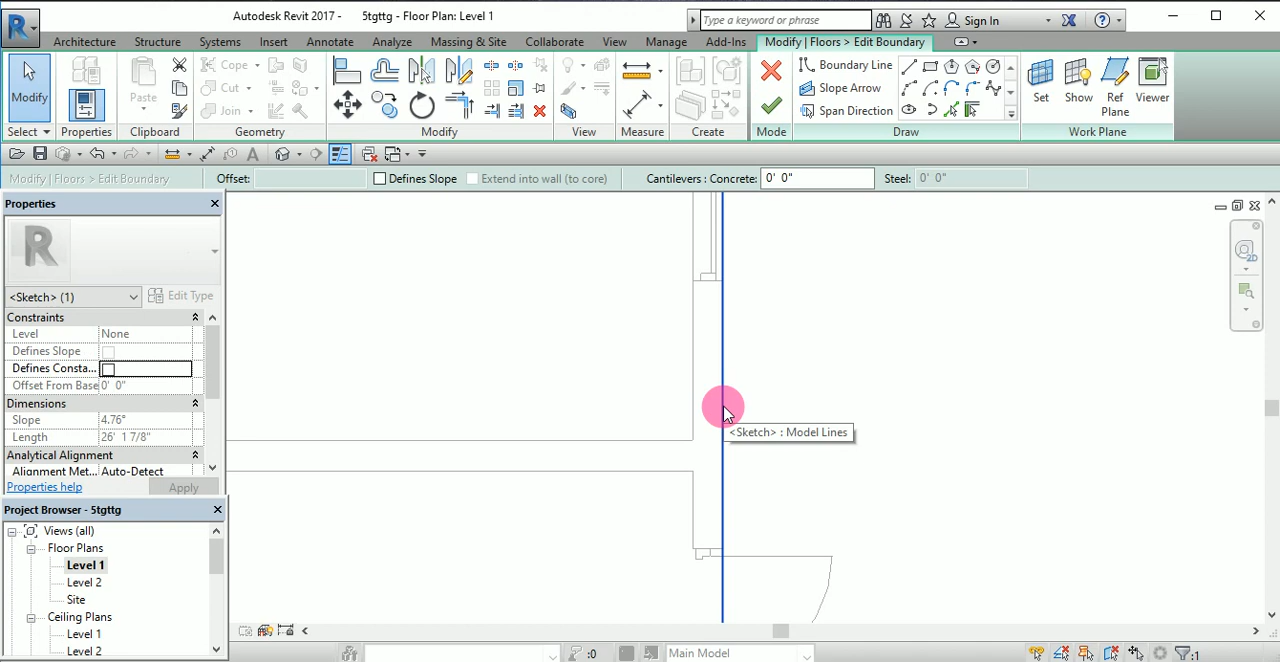 Autodesk Revit 2017 - 5tgttg - Floor Plan: Level 1
Type a keyword or phrase
Sign In
Architecture Structure Systems Insert Annotate Analyze Massing & Site Collaborate View Manage Add-Ins Modify | Floors > Edit Boundary
Modify
Paste
Cope
Cut
Join
Boundary Line
Slope Arrow
Span Direction
Set Show Ref Plane Viewer
Select Properties Clipboard Geometry Modify View Measure Create Mode Draw Work Plane
Modify | Floors > Edit Boundary Offset: Defines Slope Extend into wall (to core) Cantilevers : Concrete: 0' 0" Steel: 0' 0"
Properties
<Sketch> (1) Edit Type
Constraints
Level None
Defines Slope
Defines Consta...
Offset From Base 0' 0"
Dimensions
Slope 4.76°
Length 26' 1 7/8"
Analytical Alignment
Alignment Met... Auto-Detect
Properties help Apply
Project Browser - 5tgttg
Views (all)
Floor Plans
Level 1
Level 2
Site
Ceiling Plans
Level 1
Level 2
<Sketch> : Model Lines
2D
:0
Main Model
:1